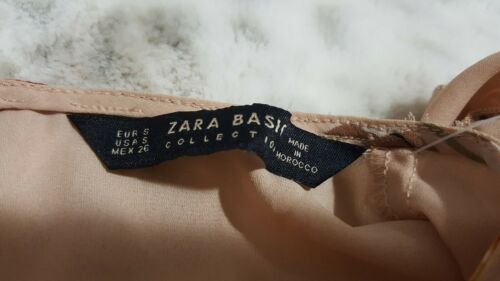 EUR S
USA S
MEX 26
ZARA BASI
COLLECTIO
MADE
IN
MOROCCO